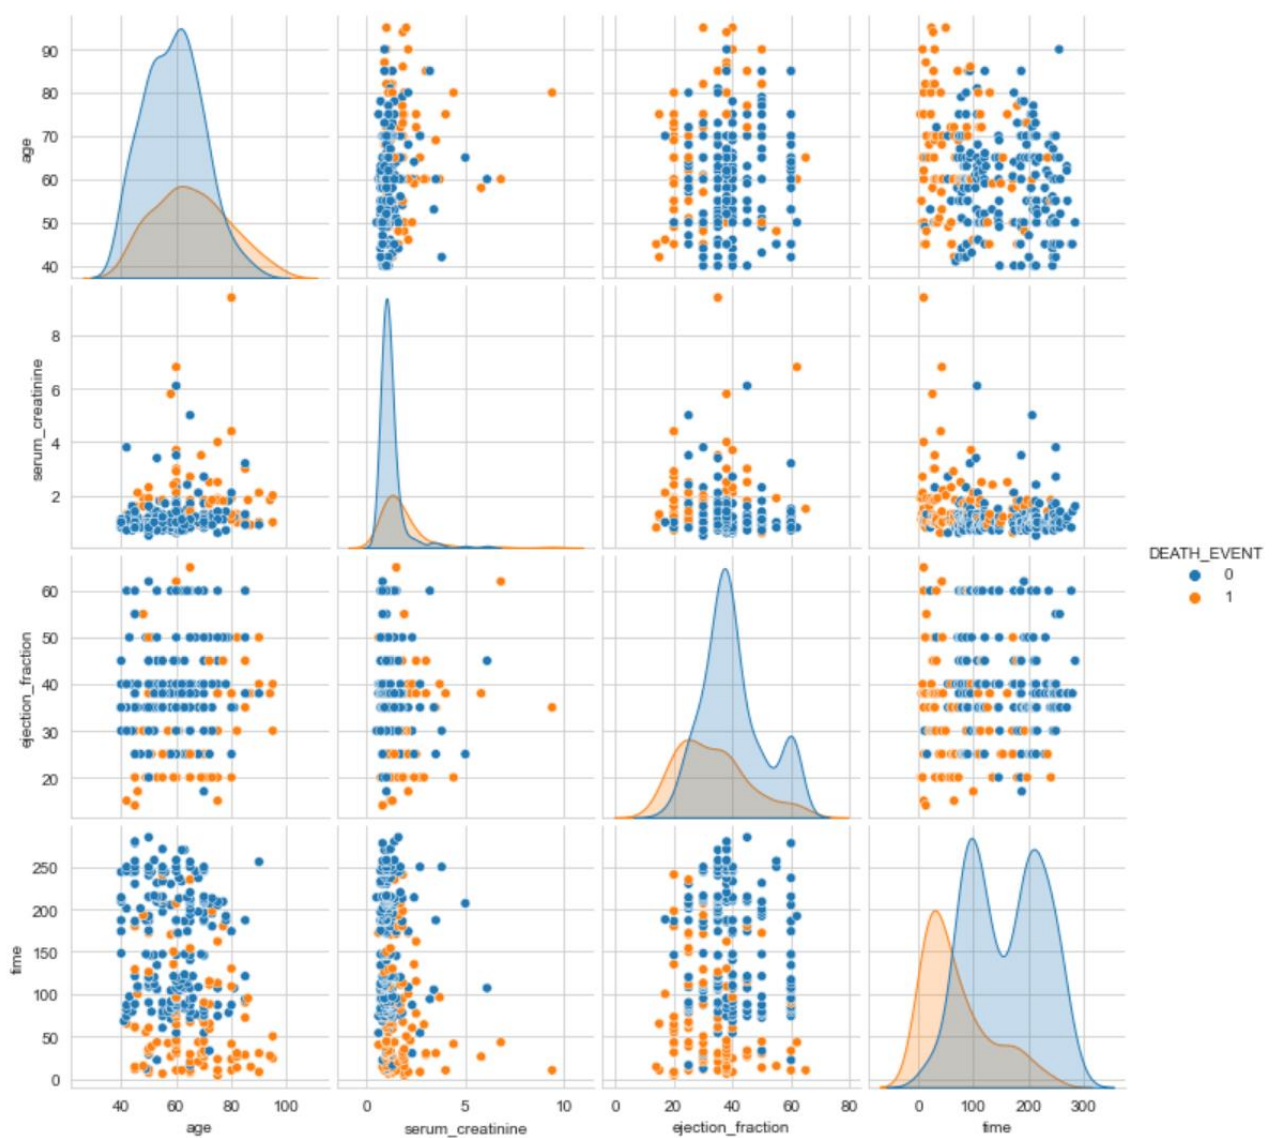 age
90
80
70
60
50
40
serum_creatinine
8
6
4
2
DEATH_EVENT
0
1
ejection_fraction
60
50
40
30
20
time
250
200
150
100
50
0
40 60 80 100
0 5 10
0 20 40 60 80
0 100 200 300
age
serum_creatinine
ejection_fraction
time